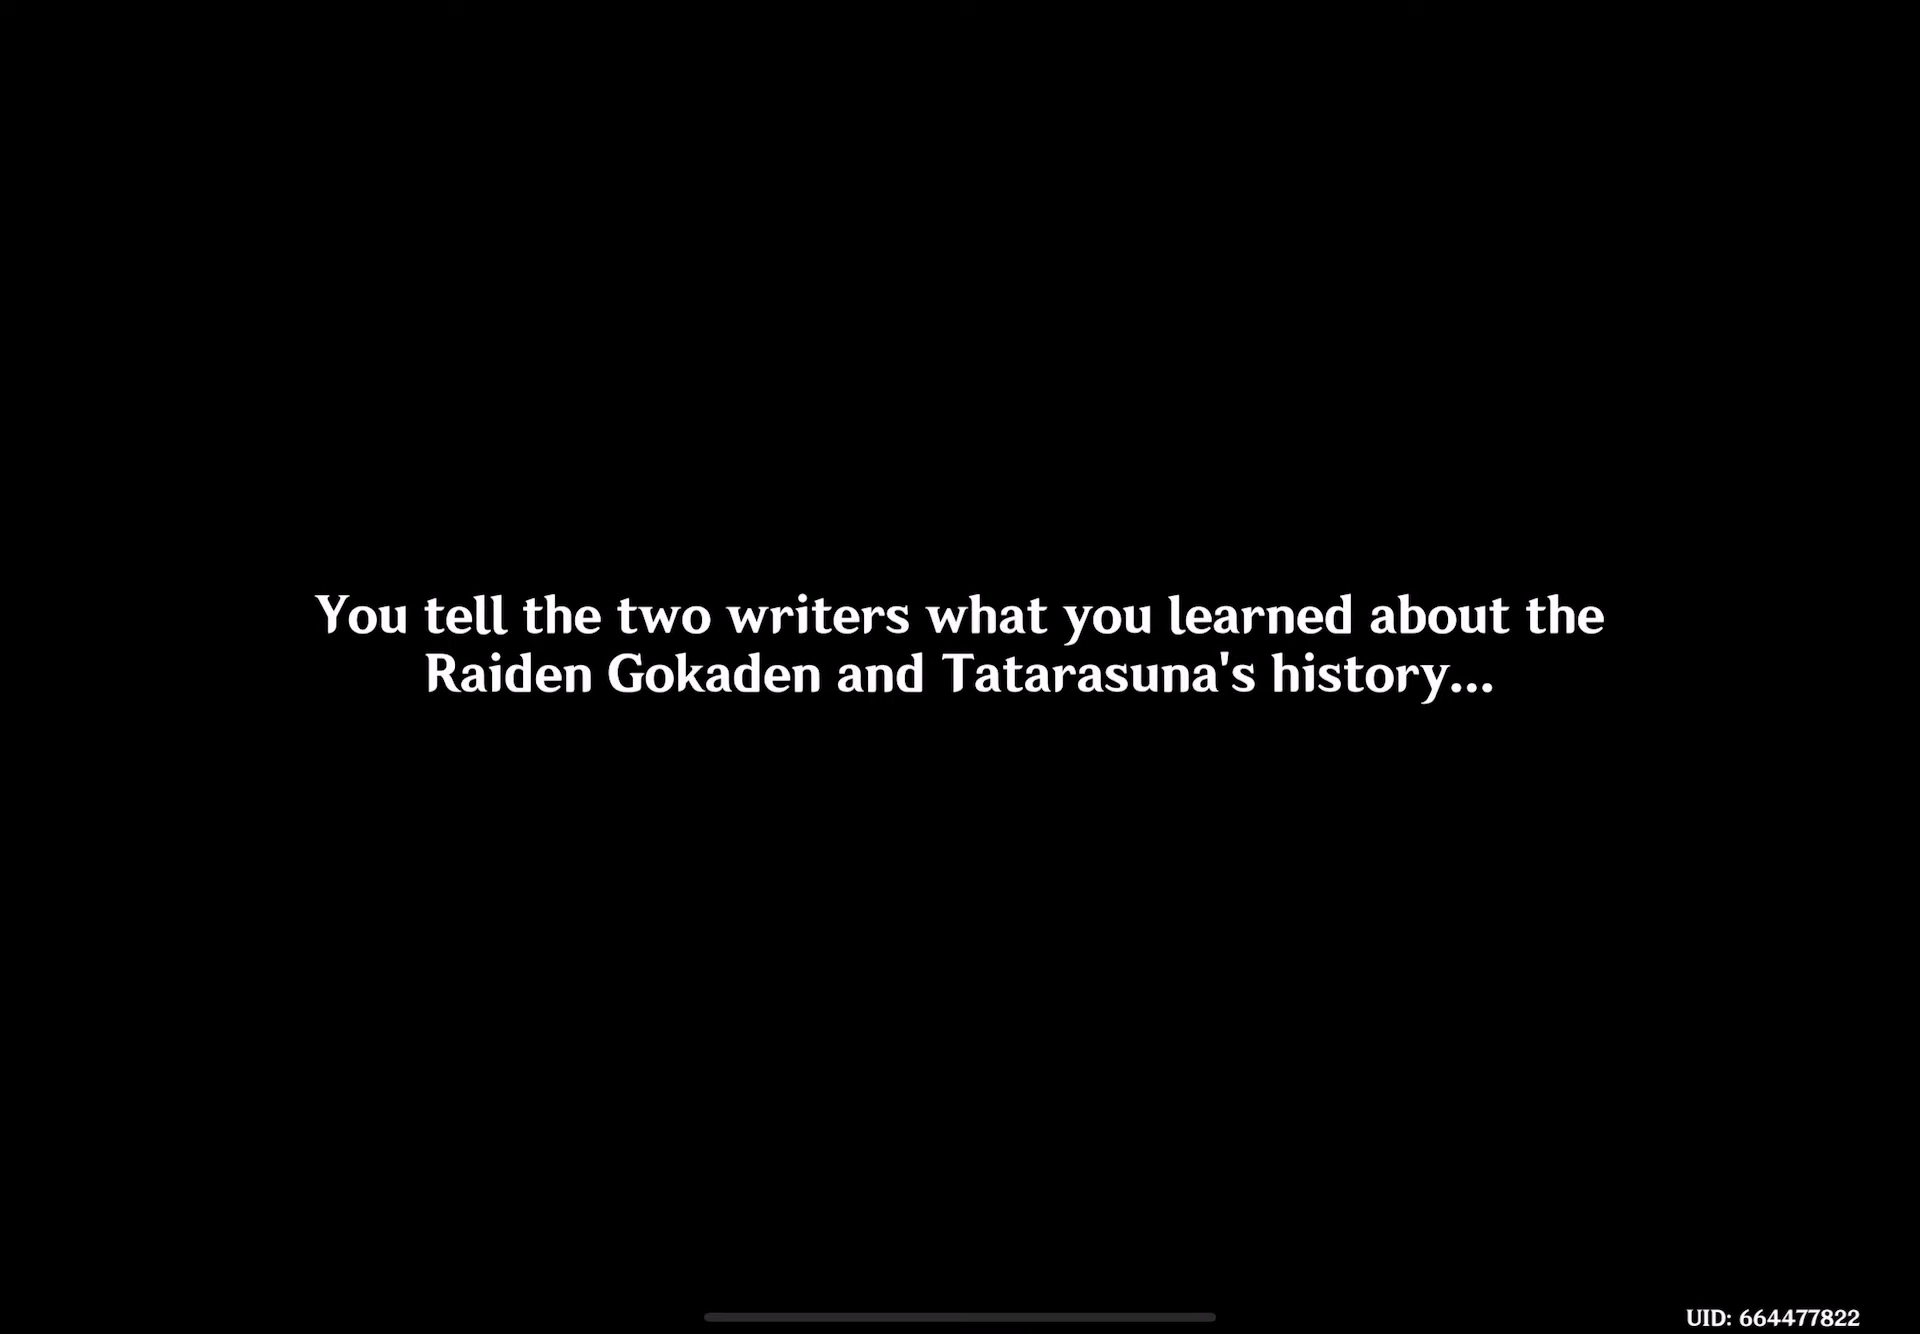 You tell the two writers what you learned about the
Raiden Gokaden and Tatarasuna's history...
UID: 664477822